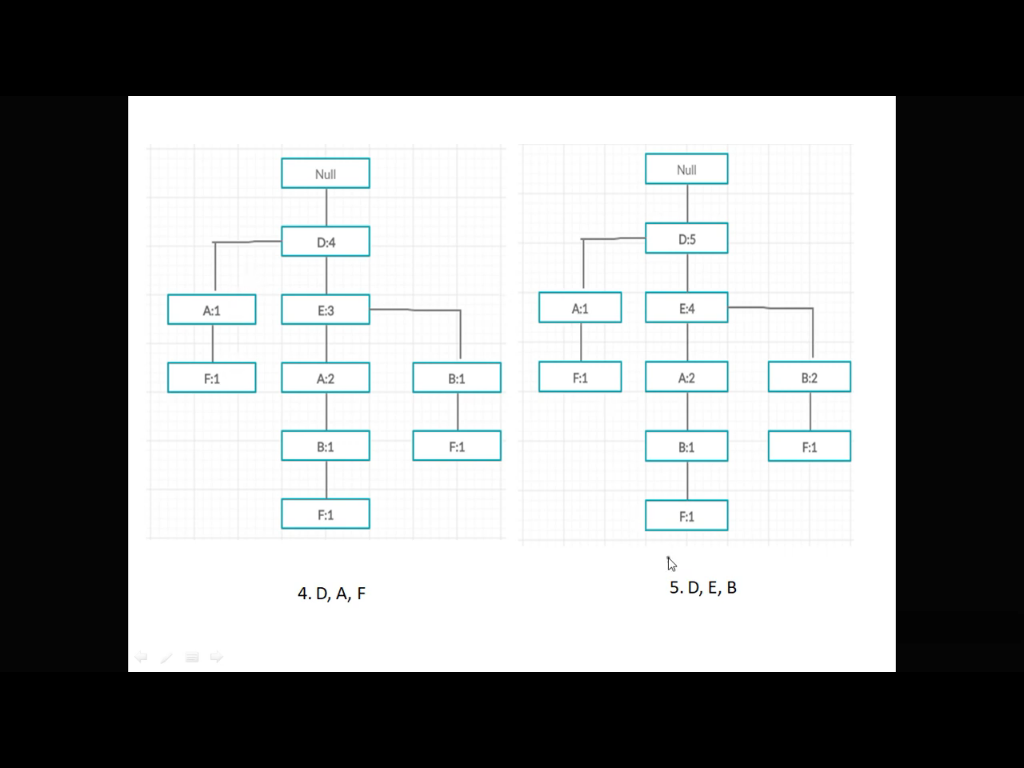 Null
D:4
A:1
E:3
F:1
A:2
B:1
B:1
F:1
F:1
4. D, A, F
Null
D:5
A:1
E:4
F:1
A:2
B:2
B:1
F:1
F:1
5. D, E, B